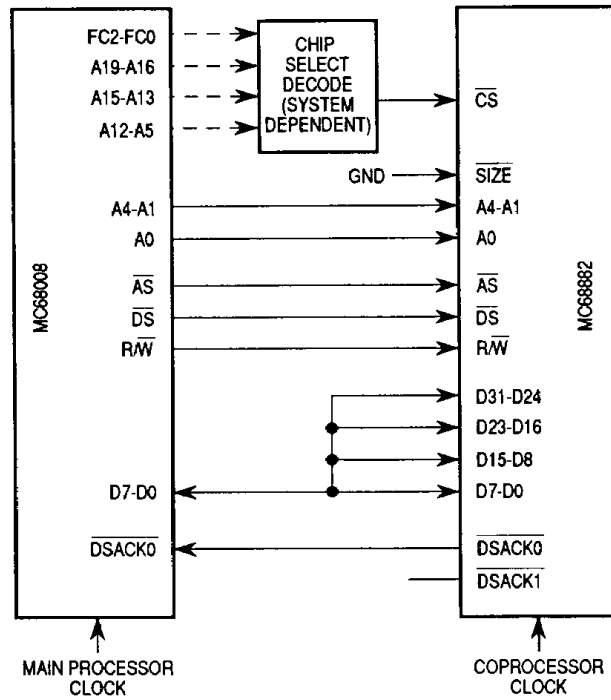 FC2-FC0
A19-A16
A15-A13
A12-A5
CHIP
SELECT
DECODE
(SYSTEM
DEPENDENT)
CS
GND
SIZE
A4-A1
A4-A1
A0
A0
MC68008
MC68882
AS
AS
DS
DS
R/W
R/W
D31-D24
D23-D16
D15-D8
D7-D0
D7-D0
DSACK0
DSACK0
DSACK1
MAIN PROCESSOR
CLOCK
COPROCESSOR
CLOCK